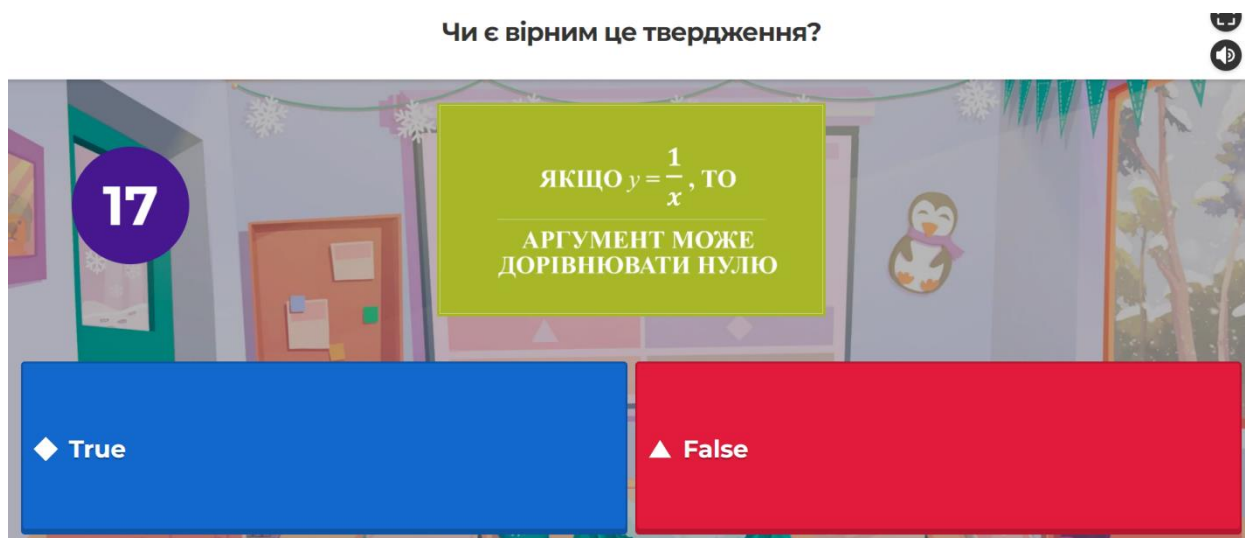 Чи є вірним це твердження?
17
ЯКЩО y = 1/x, ТО
АРГУМЕНТ МОЖЕ
ДОРІВНЮВАТИ НУЛЮ
True
False